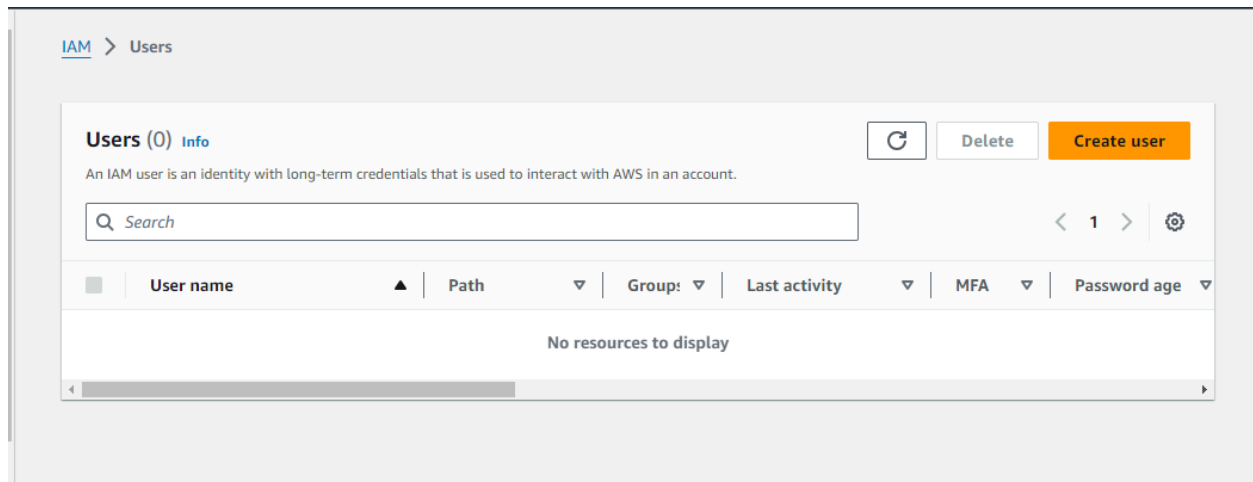 IAM > Users
Users (0) Info
Delete
Create user
An IAM user is an identity with long-term credentials that is used to interact with AWS in an account.
Search
1
User name Path Groups Last activity MFA Password age
No resources to display